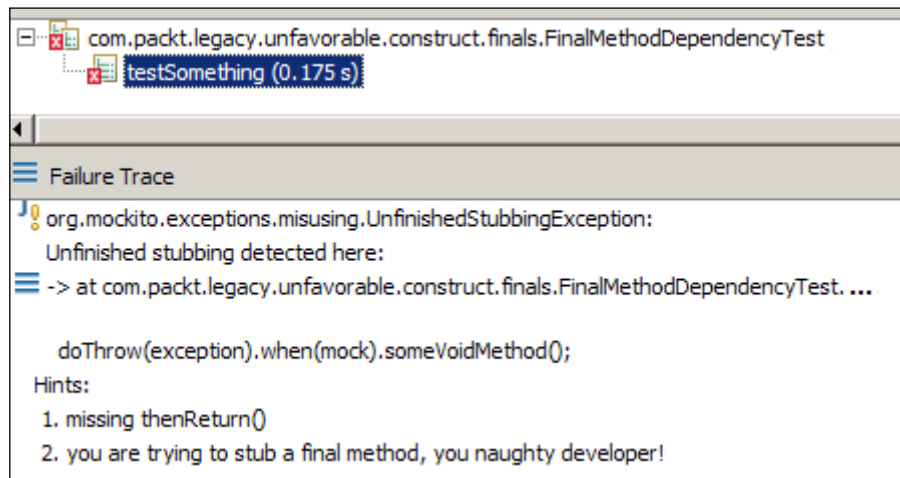 com.packt.legacy.unfavorable.construct.finals.FinalMethodDependencyTest
testSomething (0.175 s)
Failure Trace
org.mockito.exceptions.misusing.UnfinishedStubbingException:
Unfinished stubbing detected here:
-> at com.packt.legacy.unfavorable.construct.finals.FinalMethodDependencyTest. ...
doThrow(exception).when(mock).someVoidMethod();
Hints:
1. missing thenReturn()
2. you are trying to stub a final method, you naughty developer!